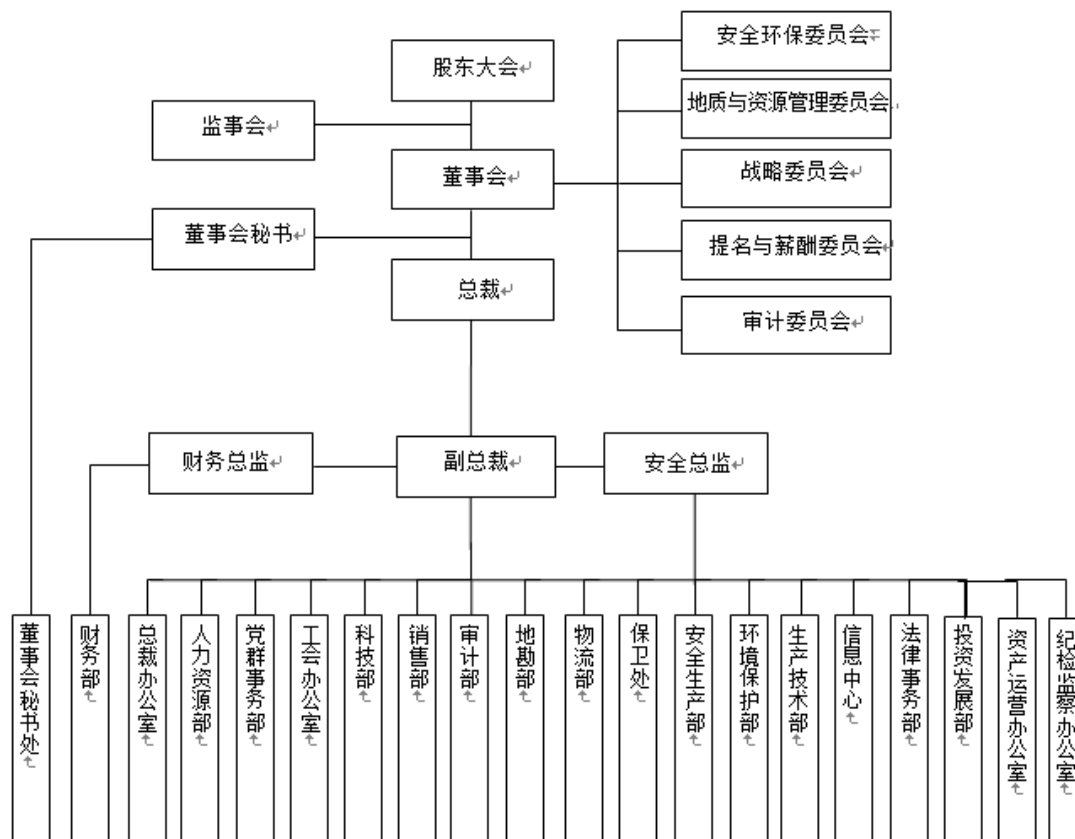 股东大会
安全环保委员会
地质与资源管理委员会
监事会
董事会
战略委员会
董事会秘书
提名与薪酬委员会
总裁
审计委员会
财务总监
副总裁
安全总监
董事会秘书处
财务部
总裁办公室
人力资源部
党群事务部
工会办公室
科技部
销售部
审计部
地勘部
物流部
保卫处
安全生产部
环境保护部
生产技术部
信息中心
法律事务部
投资发展部
资产运营办公室
纪检监察办公室